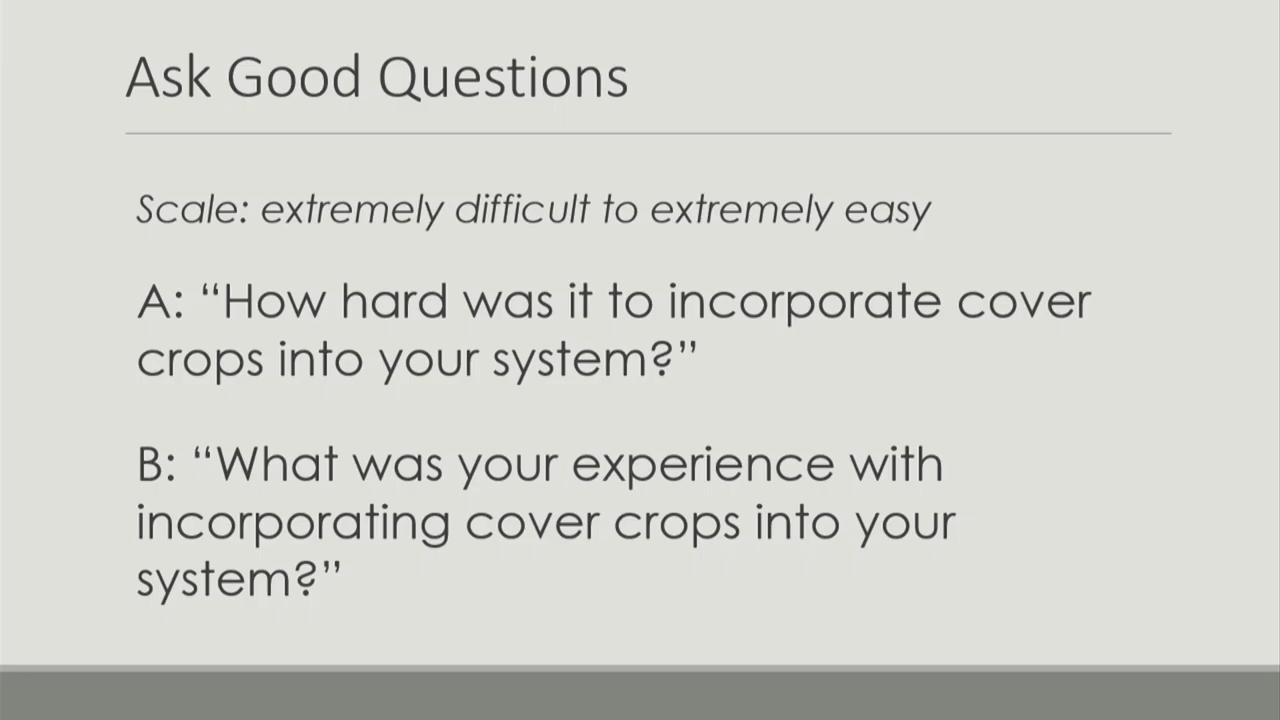 Ask Good Questions
Scale: extremely difficult to extremely easy
A: “How hard was it to incorporate cover
crops into your system?”
B: “What was your experience with
incorporating cover crops into your
system?”